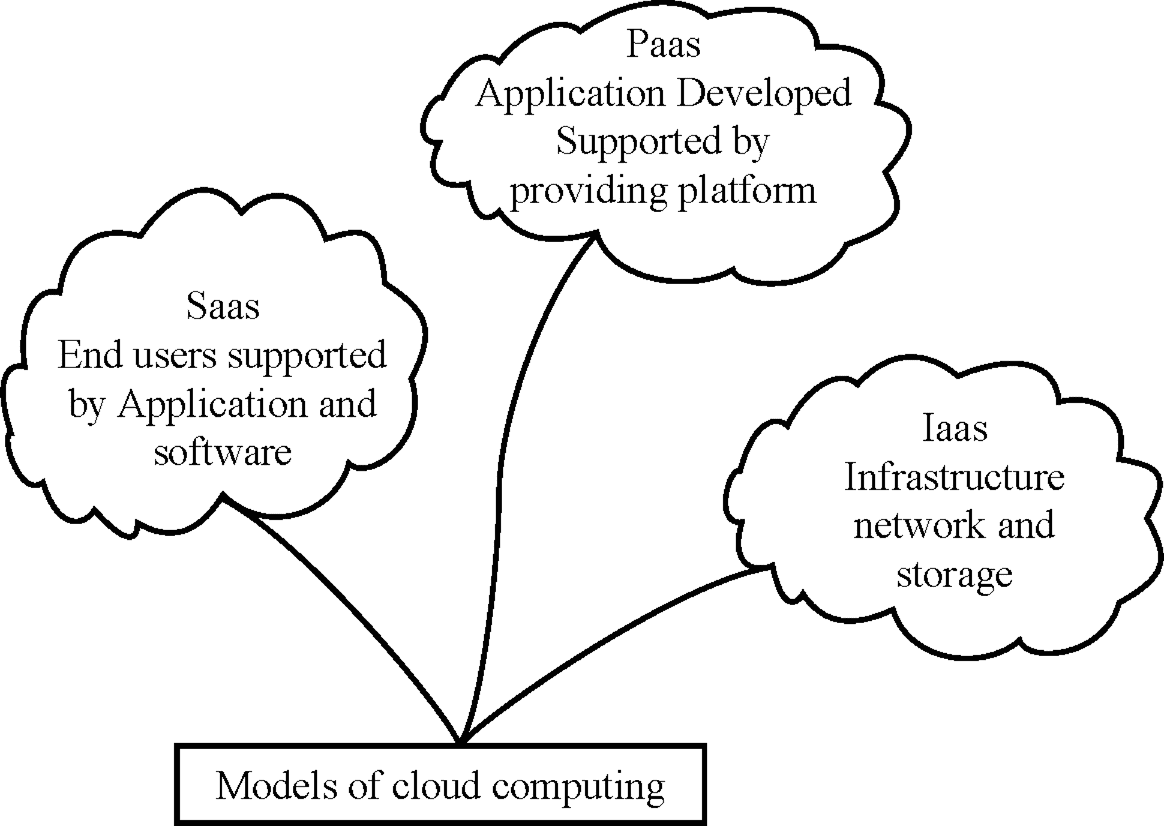 Paas
Application Developed
Supported by
providing platform
Saas
End users supported
by Application and
software
Iaas
Infrastructure
network and
storage
Models of cloud computing